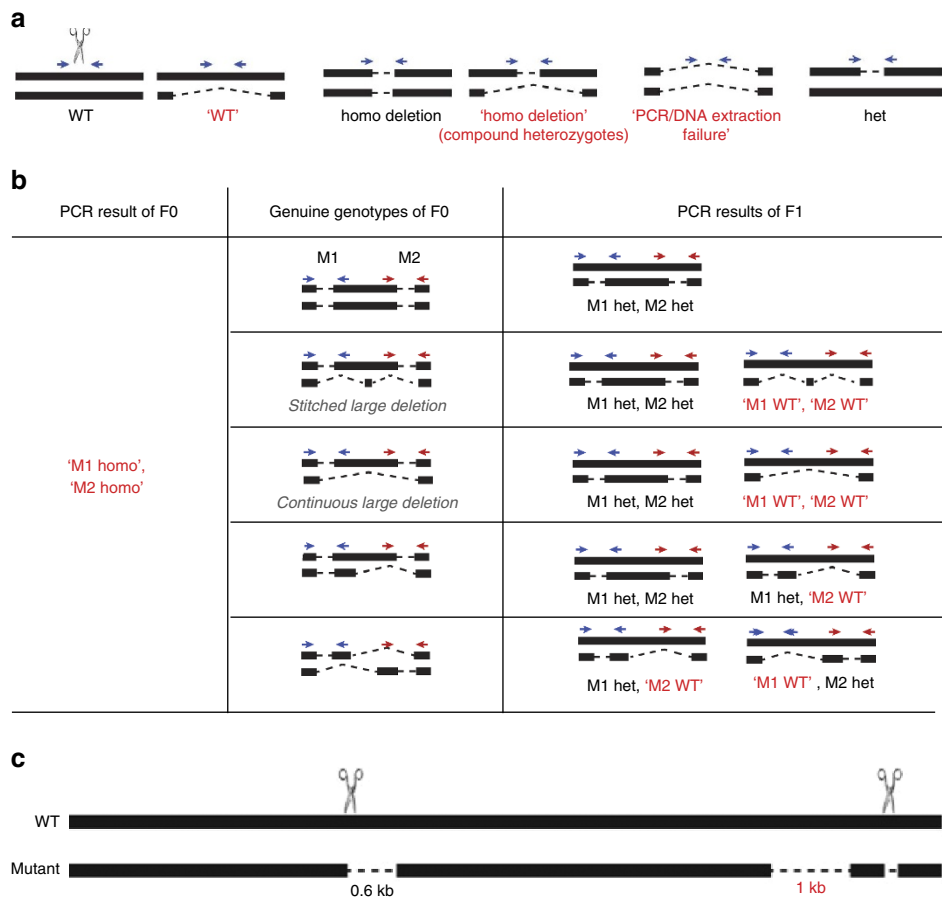 a
WT
'WT'
homo deletion
'homo deletion'
(compound heterozygotes)
'PCR/DNA extraction
failure'
het
b
PCR result of F0
Genuine genotypes of F0
PCR results of F1
'M1 homo',
'M2 homo'
M1 M2
M1 het, M2 het
Stitched large deletion
M1 het, M2 het
'M1 WT', 'M2 WT'
Continuous large deletion
M1 het, M2 het
'M1 WT', 'M2 WT'
M1 het, M2 het
M1 het, 'M2 WT'
M1 het, 'M2 WT'
'M1 WT' , M2 het
c
WT
Mutant
0.6 kb
1 kb